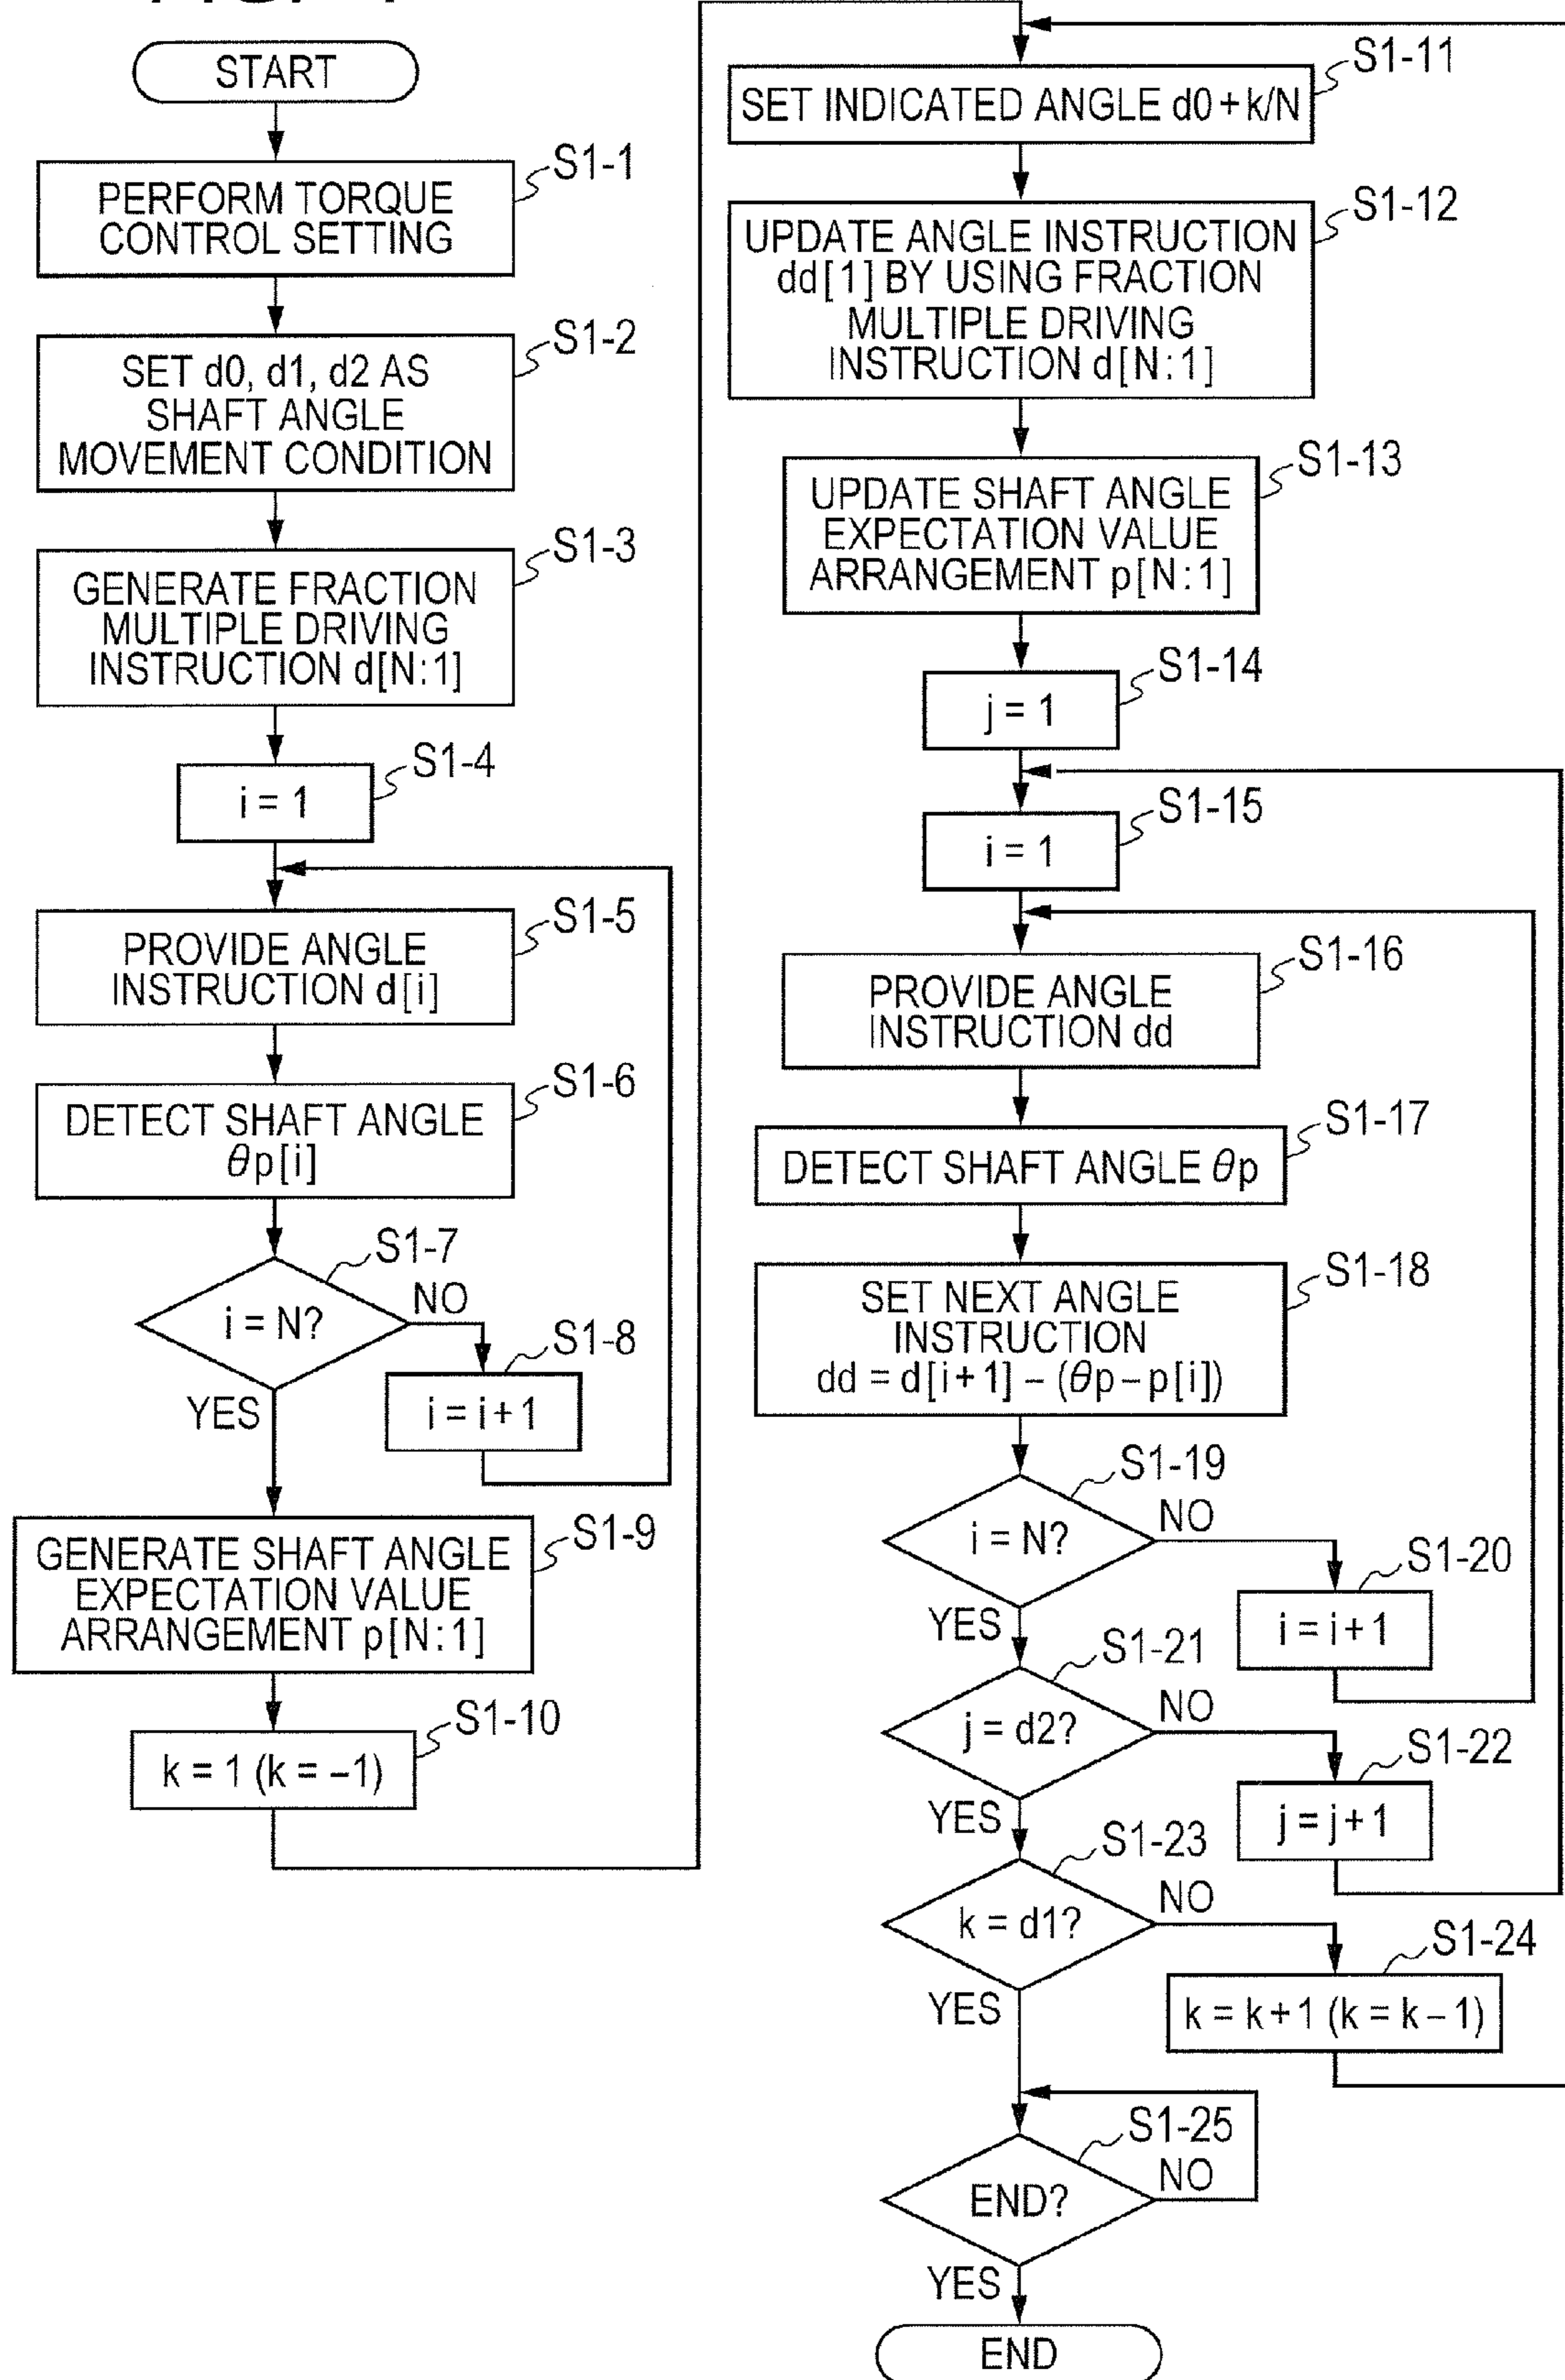 START
S1-1
PERFORM TORQUE
CONTROL SETTING
S1-2
SET d0, d1, d2 AS
SHAFT ANGLE
MOVEMENT CONDITION
S1-3
GENERATE FRACTION
MULTIPLE DRIVING
INSTRUCTION d[N:1]
S1-4
i = 1
S1-5
PROVIDE ANGLE
INSTRUCTION d[i]
S1-6
DETECT SHAFT ANGLE
θp[i]
S1-7
i = N?
NO
S1-8
i = i+1
YES
S1-9
GENERATE SHAFT ANGLE
EXPECTATION VALUE
ARRANGEMENT p[N:1]
S1-10
k = 1 (k = –1)
S1-11
SET INDICATED ANGLE d0 + k/N
S1-12
UPDATE ANGLE INSTRUCTION
dd[1] BY USING FRACTION
MULTIPLE DRIVING
INSTRUCTION d[N:1]
S1-13
UPDATE SHAFT ANGLE
EXPECTATION VALUE
ARRANGEMENT p[N:1]
S1-14
j = 1
S1-15
i = 1
S1-16
PROVIDE ANGLE
INSTRUCTION dd
S1-17
DETECT SHAFT ANGLE θp
S1-18
SET NEXT ANGLE
INSTRUCTION
dd = d[i+1] – (θp – p[i])
S1-19
i = N?
NO
S1-20
i = i+1
YES
S1-21
j = d2?
NO
S1-22
j = j+1
YES
S1-23
k = d1?
NO
S1-24
k = k+1 (k = k – 1)
YES
S1-25
END?
NO
YES
END